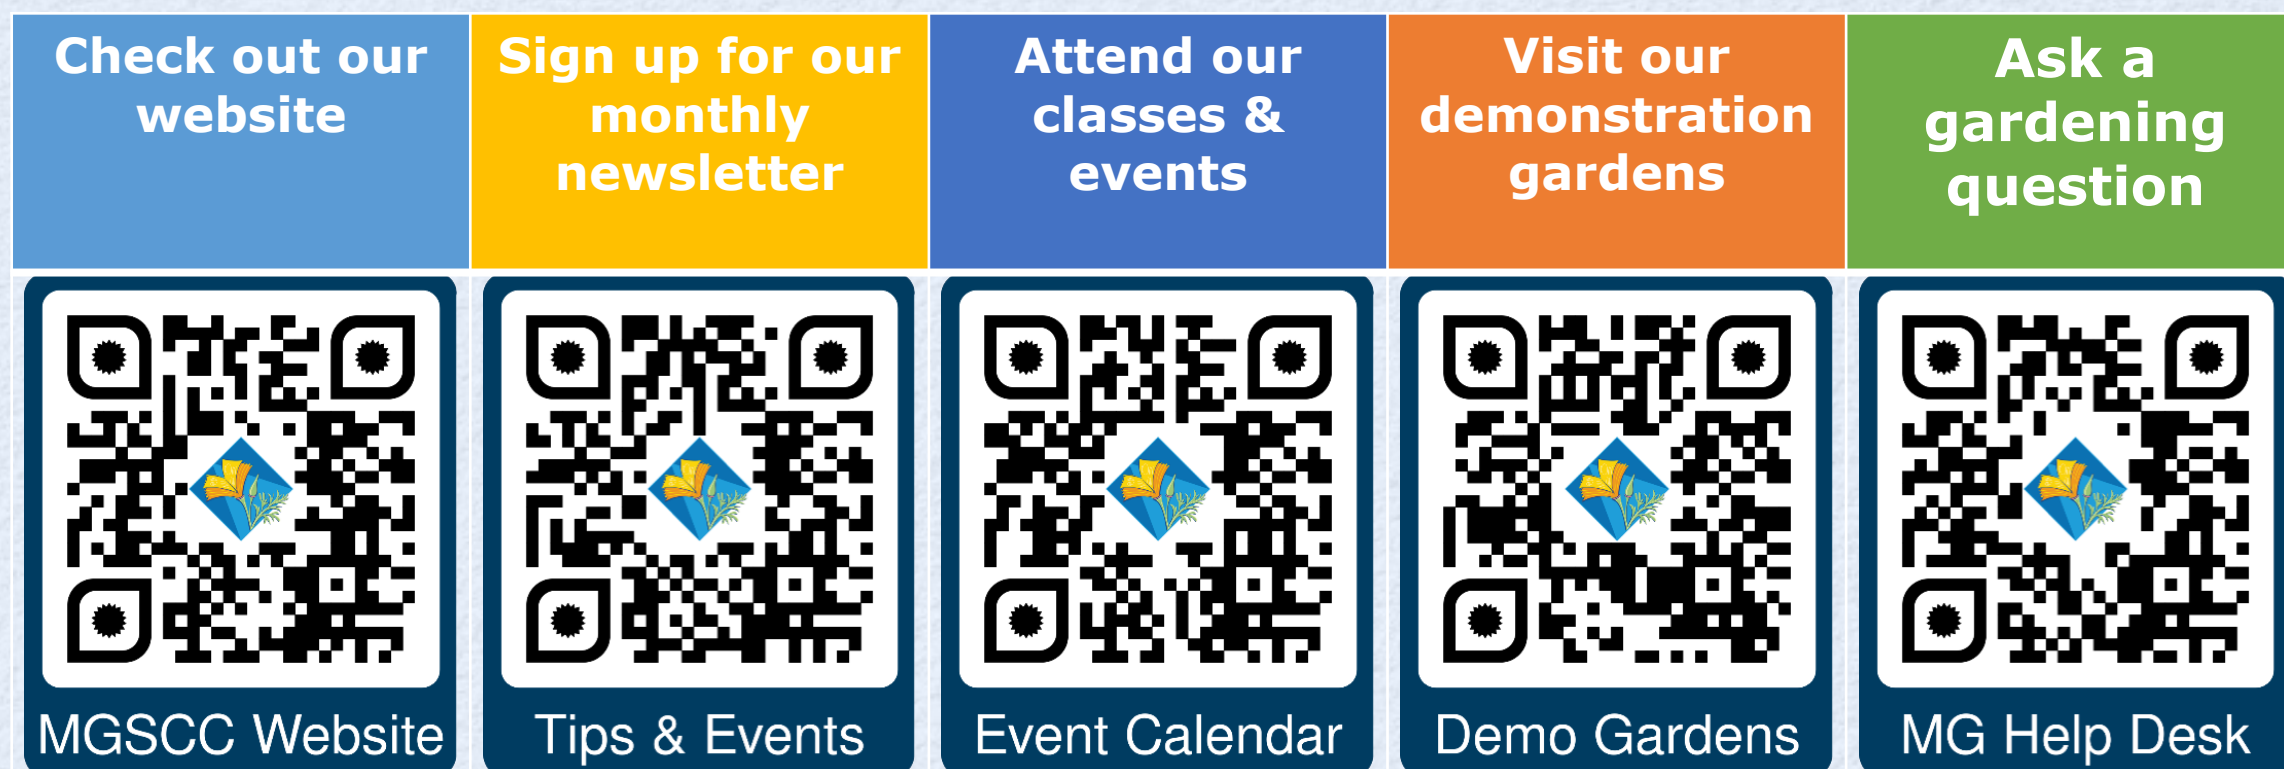 Check out our
website
Sign up for our
monthly
newsletter
Attend our
classes &
events
Visit our
demonstration
gardens
Ask a
gardening
question
MGSCC Website
Tips & Events
Event Calendar
Demo Gardens
MG Help Desk